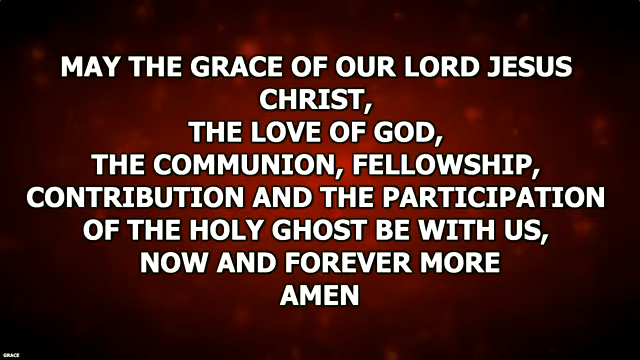 MAY THE GRACE OF OUR LORD JESUS
CHRIST,
THE LOVE OF GOD,
THE COMMUNION, FELLOWSHIP,
CONTRIBUTION AND THE PARTICIPATION
OF THE HOLY GHOST BE WITH US,
NOW AND FOREVER MORE
AMEN
GRACE